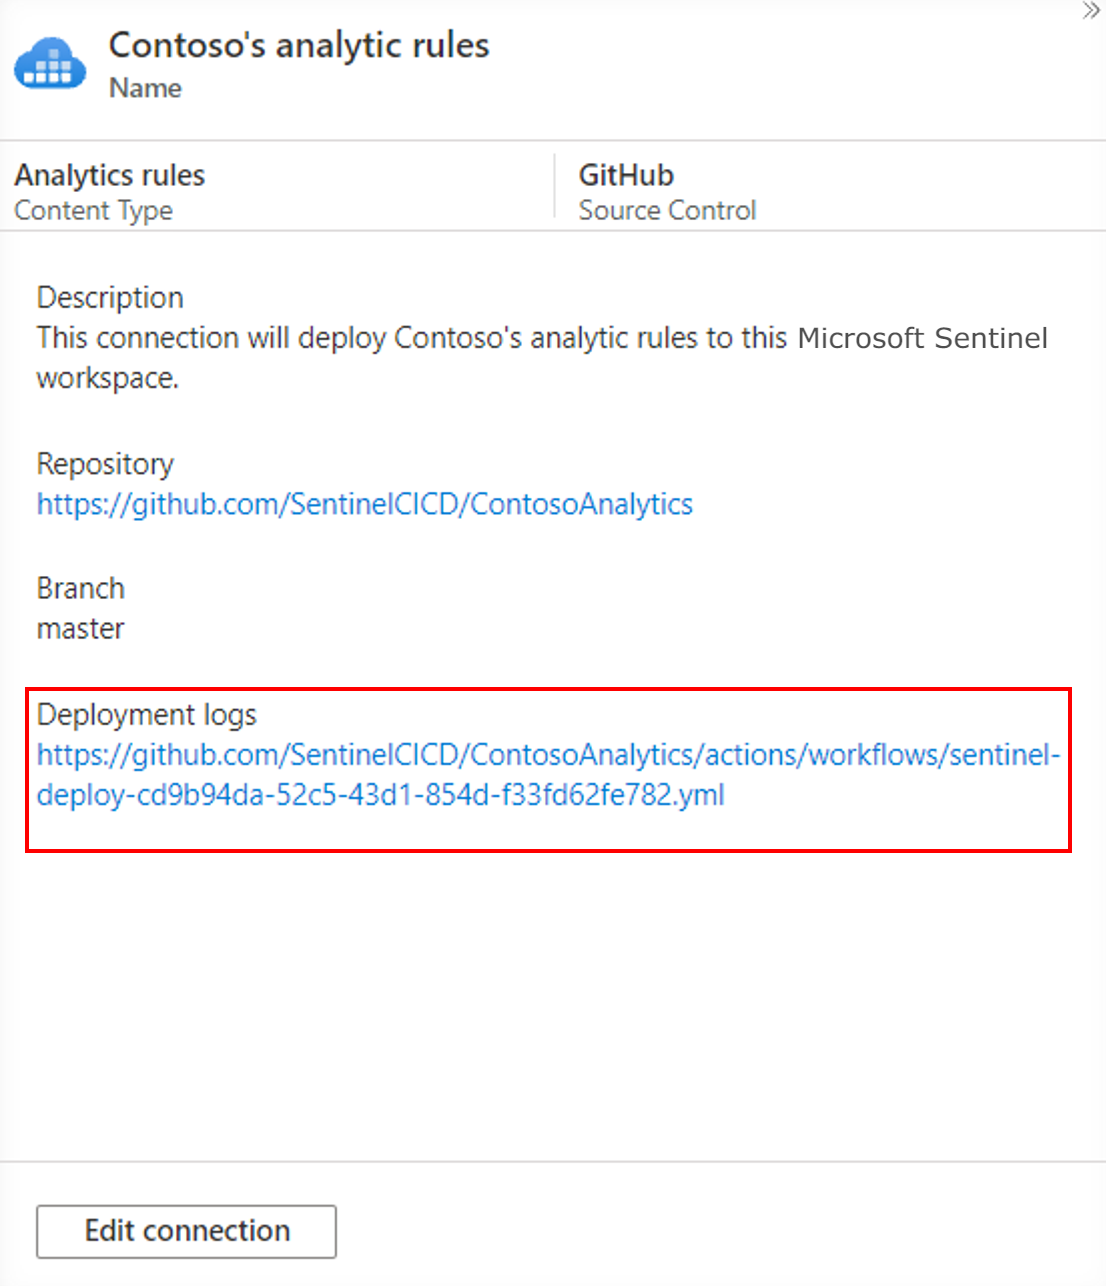 Contoso's analytic rules
Name
Analytics rules
Content Type
GitHub
Source Control
Description
This connection will deploy Contoso's analytic rules to this Microsoft Sentinel
workspace.
Repository
https://github.com/SentinelCICD/ContosoAnalytics
Branch
master
Deployment logs
https://github.com/SentinelCICD/ContosoAnalytics/actions/workflows/sentinel-
deploy-cd9b94da-52c5-43d1-854d-f33fd62fe782.yml
Edit connection